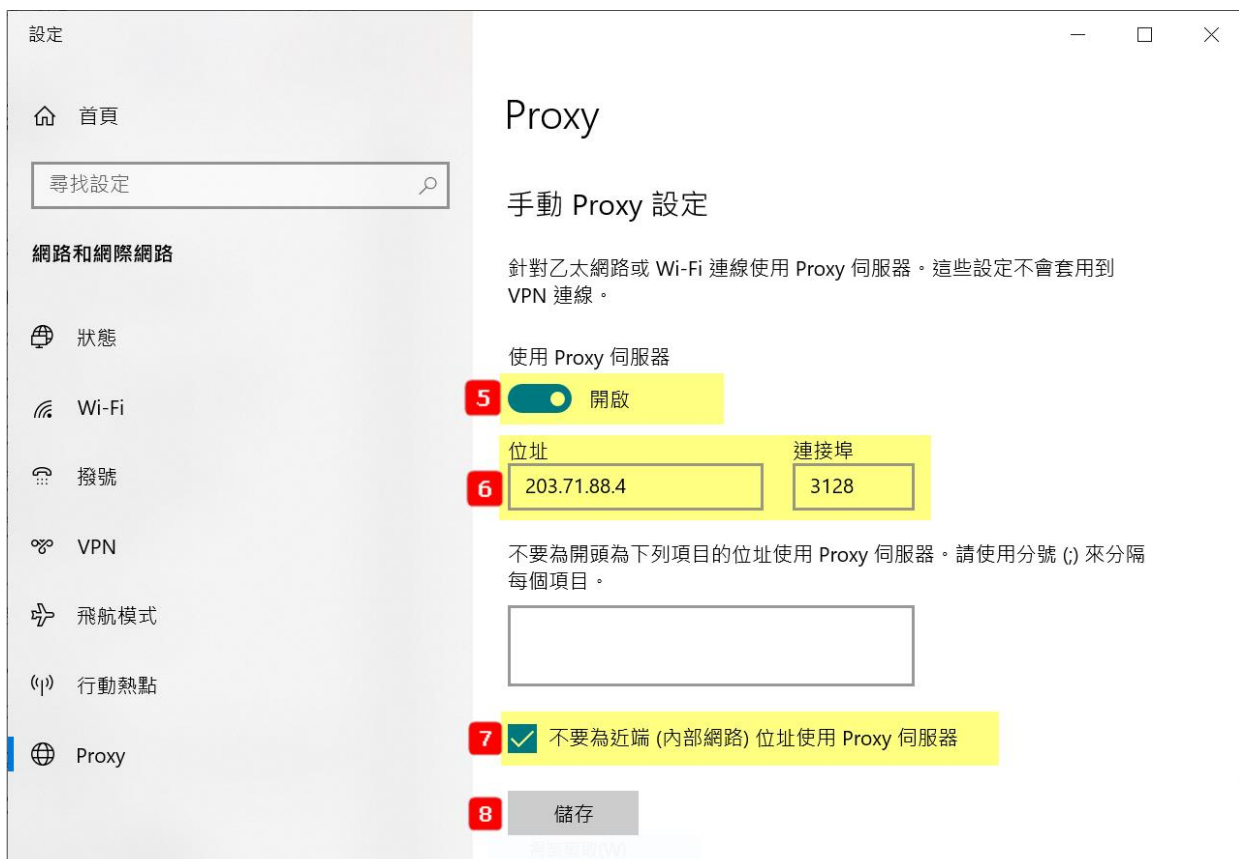 設定
首頁
尋找設定
網路和網際網路
狀態
Wi-Fi
撥號
VPN
飛航模式
行動熱點
Proxy
Proxy
手動 Proxy 設定
針對乙太網路或 Wi-Fi 連線使用 Proxy 伺服器。這些設定不會套用到
VPN 連線。
使用 Proxy 伺服器
5 開啟
位址 連接埠
6 203.71.88.4 3128
不要為開頭為下列項目的位址使用 Proxy 伺服器。請使用分號 (;) 來分隔
每個項目。
7 不要為近端 (內部網路) 位址使用 Proxy 伺服器
8 儲存